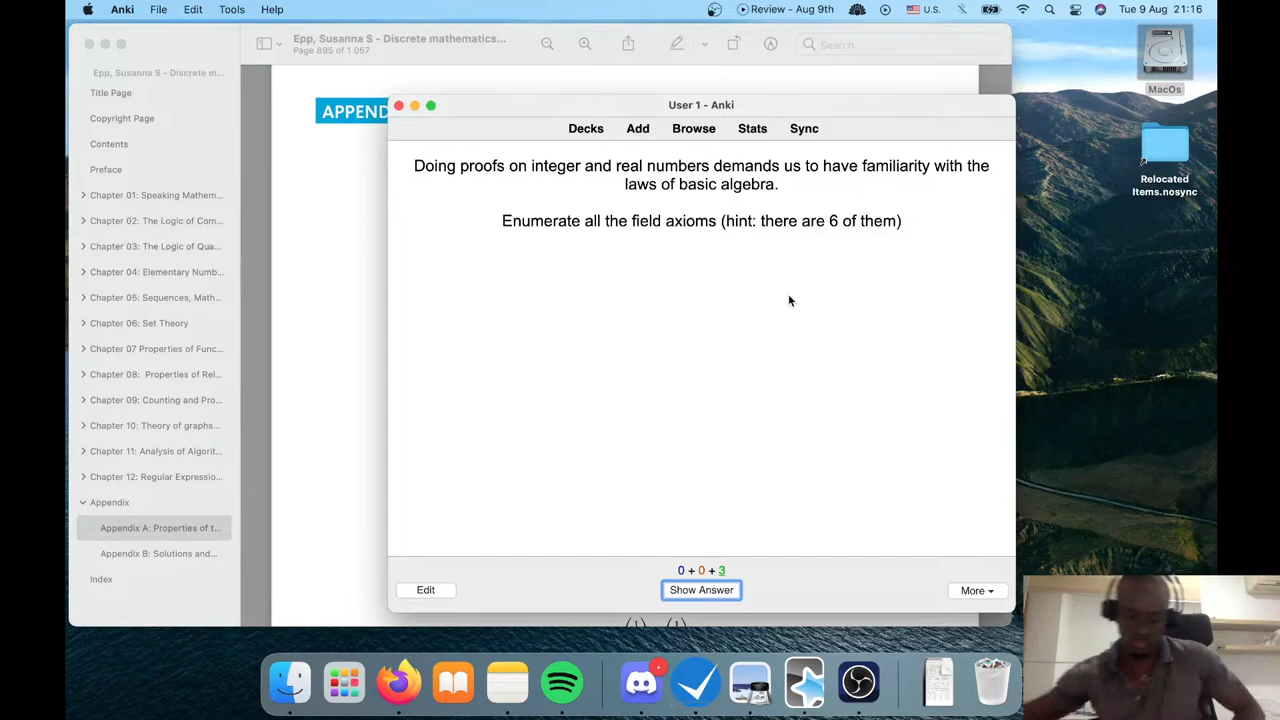 Anki File Edit Tools Help
Review - Aug 9th U.S. Tue 9 Aug 21:16
Epp, Susanna S - Discrete mathematics...
Page 895 of 1 057
Search
Epp, Susanna S - Discrete m...
Title Page
Copyright Page
Contents
Preface
Chapter 01: Speaking Mathem...
Chapter 02: The Logic of Com...
Chapter 03: The Logic of Qua...
Chapter 04: Elementary Numb...
Chapter 05: Sequences, Math...
Chapter 06: Set Theory
Chapter 07 Properties of Func...
Chapter 08: Properties of Rel...
Chapter 09: Counting and Pro...
Chapter 10: Theory of graphs...
Chapter 11: Analysis of Algorit...
Chapter 12: Regular Expressio...
Appendix
Appendix A: Properties of t...
Appendix B: Solutions and...
Index
APPEND
User 1 - Anki
Decks Add Browse Stats Sync
Doing proofs on integer and real numbers demands us to have familiarity with the
laws of basic algebra.
Enumerate all the field axioms (hint: there are 6 of them)
0 + 0 + 3
Edit Show Answer More
MacOs
Relocated
Items.nosync